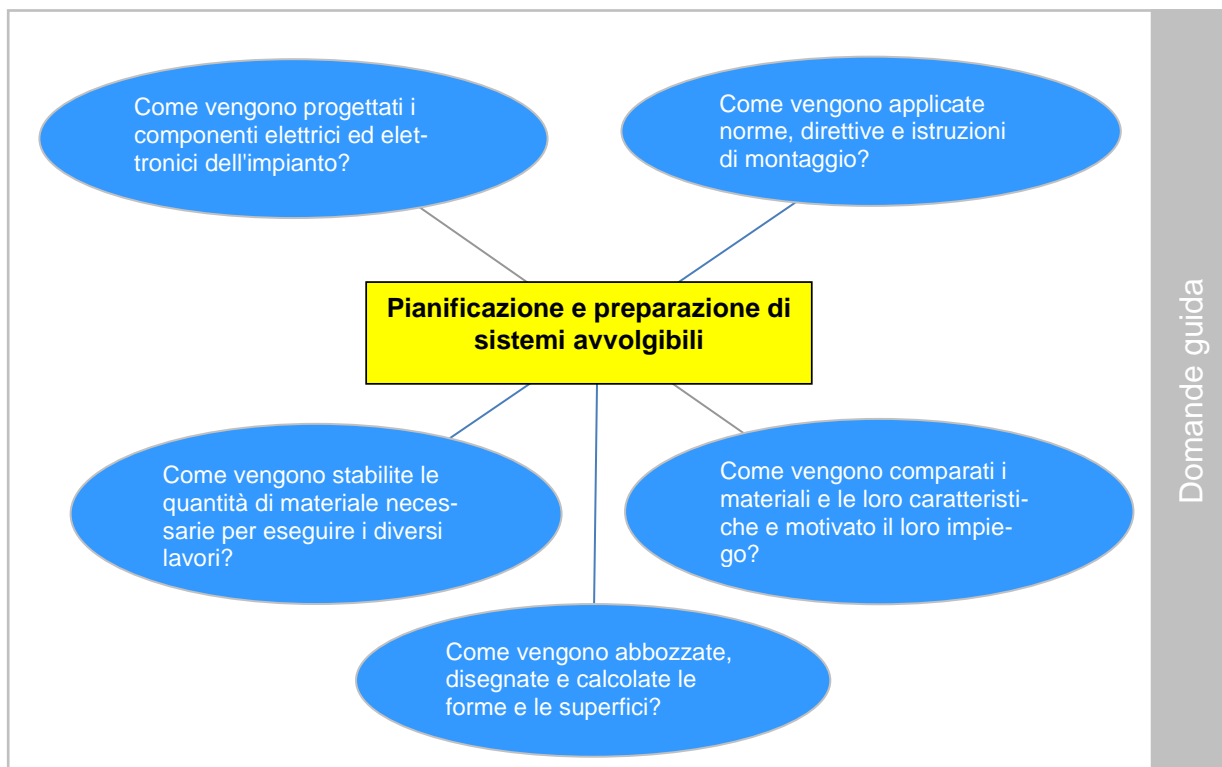 Come vengono progettati i
componenti elettrici ed elet-
tronici dell'impianto?
Come vengono applicate
norme, direttive e istruzioni
di montaggio?
Pianificazione e preparazione di
sistemi avvolgibili
Come vengono stabilite le
quantità di materiale neces-
sarie per eseguire i diversi
lavori?
Come vengono comparati i
materiali e le loro caratteristi-
che e motivato il loro impie-
go?
Come vengono abbozzate,
disegnate e calcolate le
forme e le superfici?
Domande guida